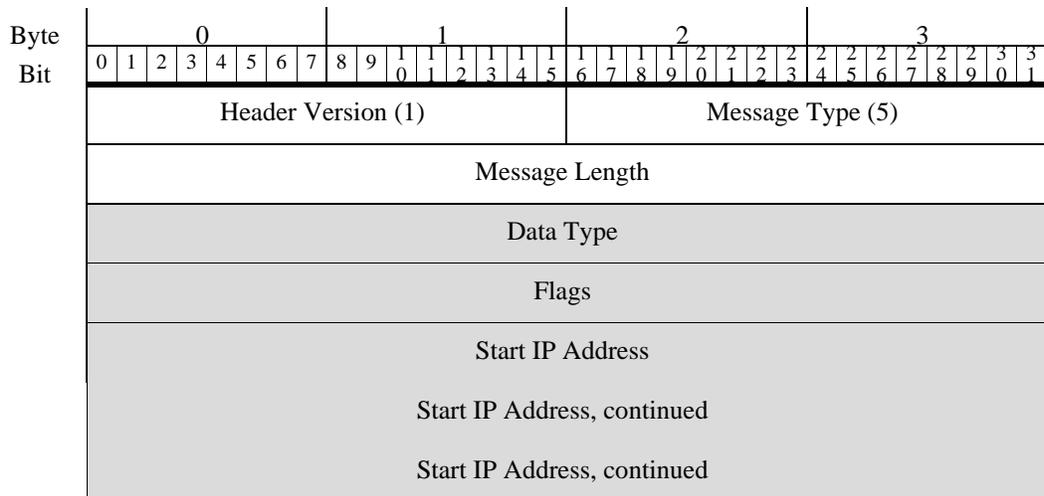 Byte 0 1 2 3
Bit 0 1 2 3 4 5 6 7 8 9 10 11 12 13 14 15 16 17 18 19 20 21 22 23 24 25 26 27 28 29 30 31
Header Version (1) Message Type (5)
Message Length
Data Type
Flags
Start IP Address
Start IP Address, continued
Start IP Address, continued